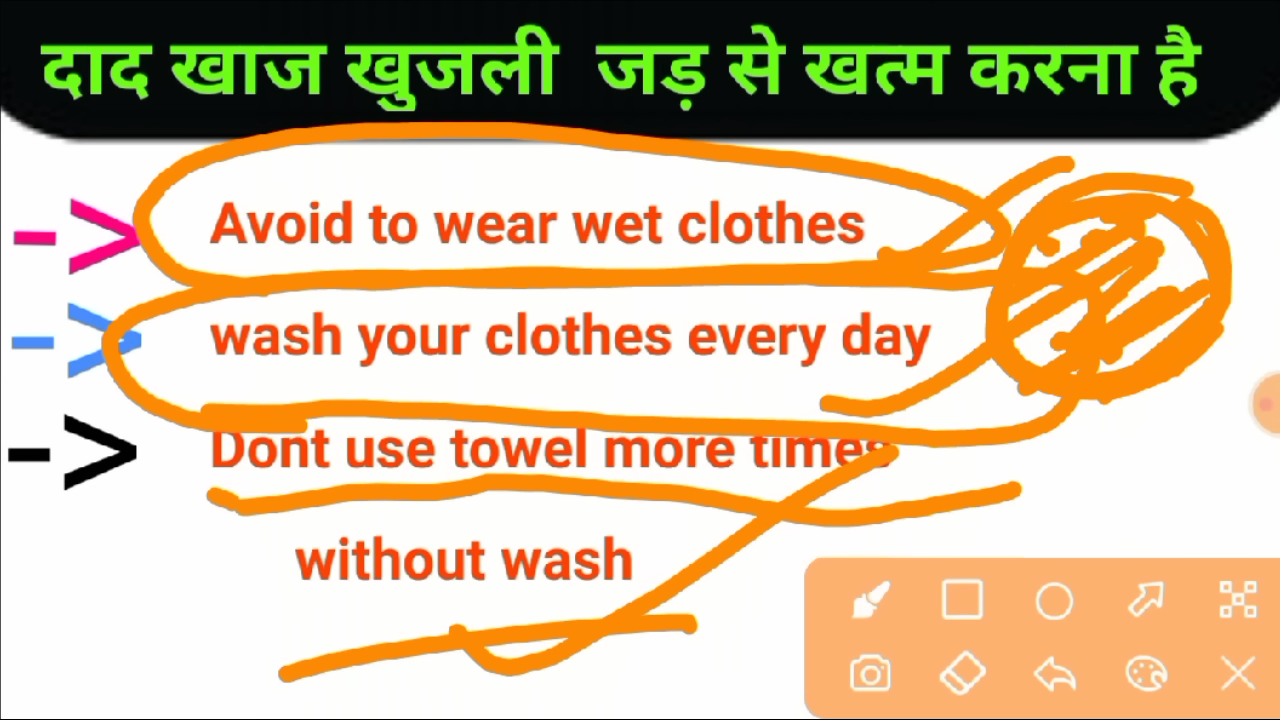 दाद खाज खुजली जड़ से खत्म करना है
-> Avoid to wear wet clothes
-> wash your clothes every day
-> Dont use towel more times
without wash